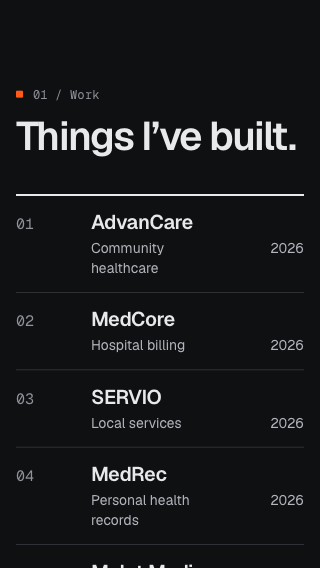 01 / Work
Things I’ve built.
01
AdvanCare
Community
healthcare
2026
02
MedCore
Hospital billing
2026
03
SERVIO
Local services
2026
04
MedRec
Personal health
records
2026